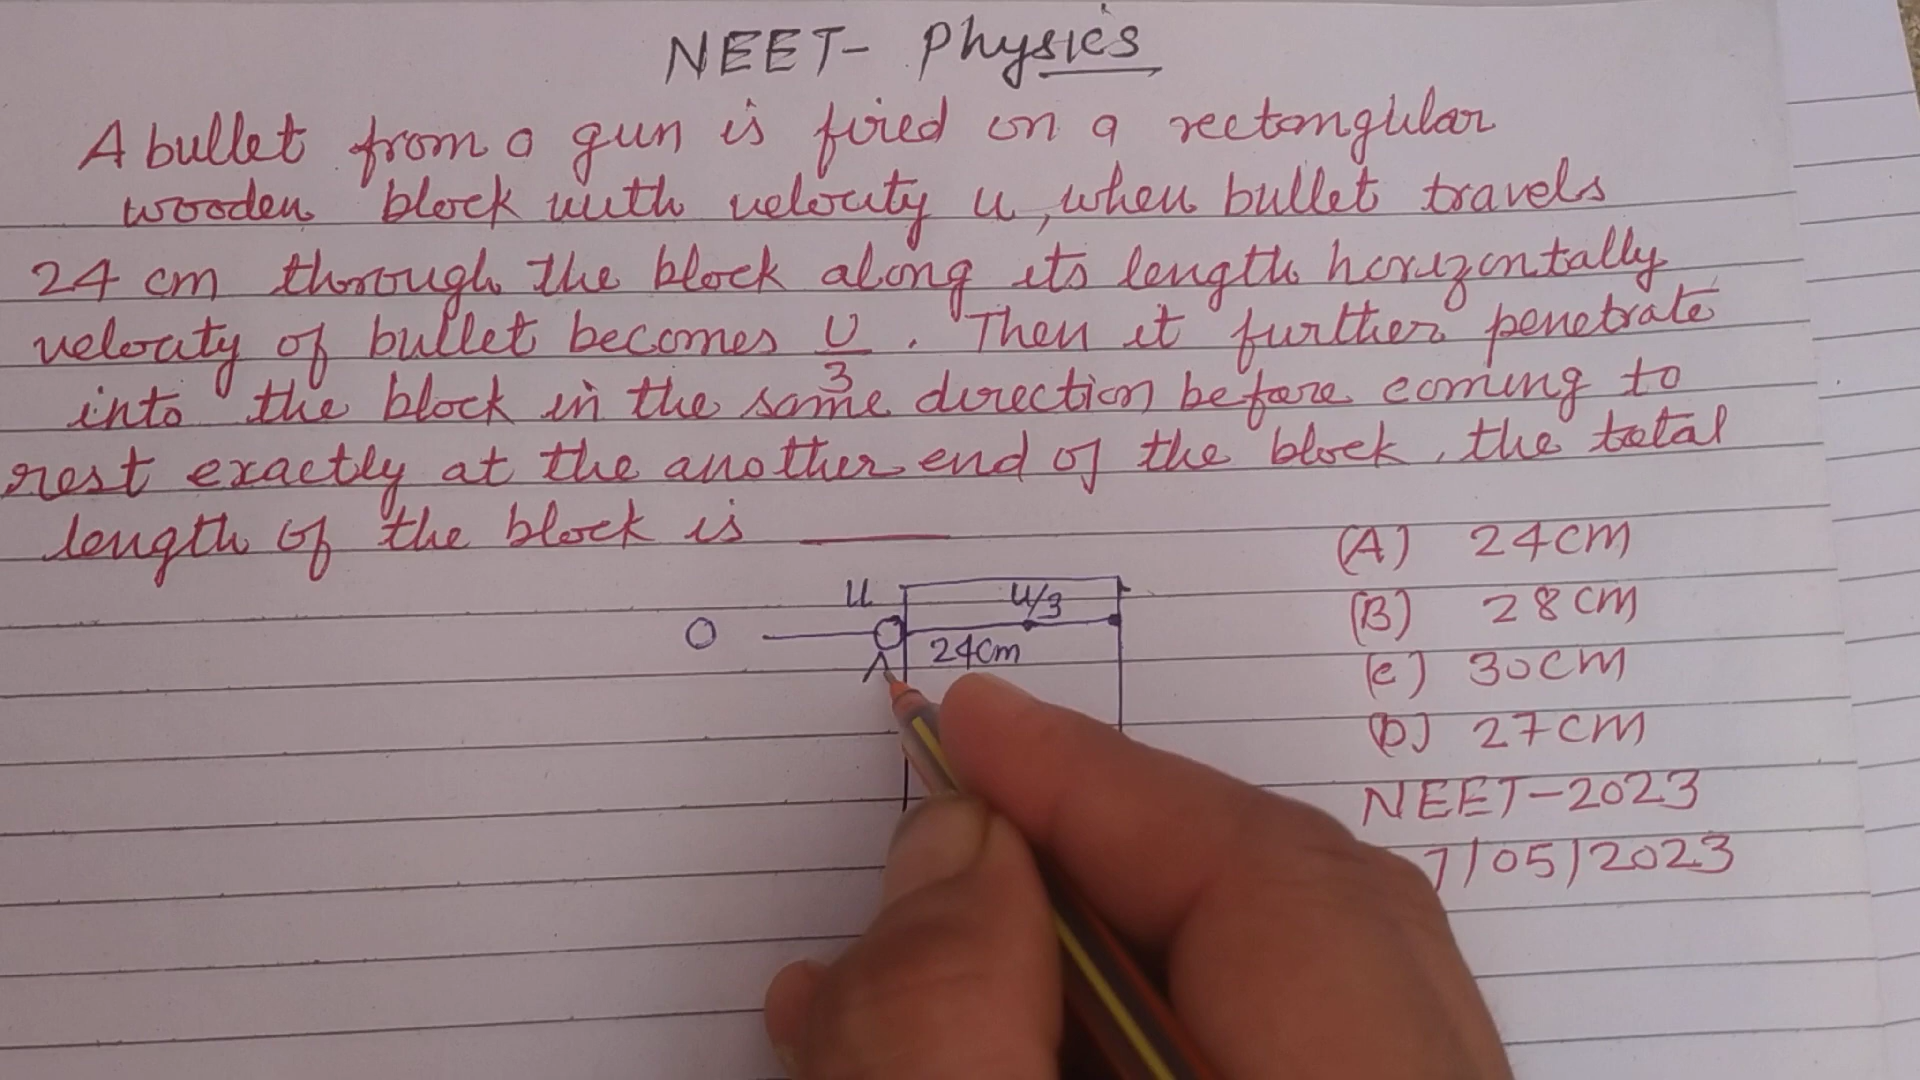 NEET- Physics
A bullet from a gun is fired on a rectangular
wooden block with velocity u, when bullet travels
24 cm through the block along its length horizontally
velocity of bullet becomes U/3. Then it further penetrate
into the block in the same direction before coming to
rest exactly at the another end of the block, the total
length of the block is ____
(A) 24cm
(B) 28cm
(C) 30cm
(D) 27cm
NEET-2023
7/05/2023
u
u/3
24cm
A